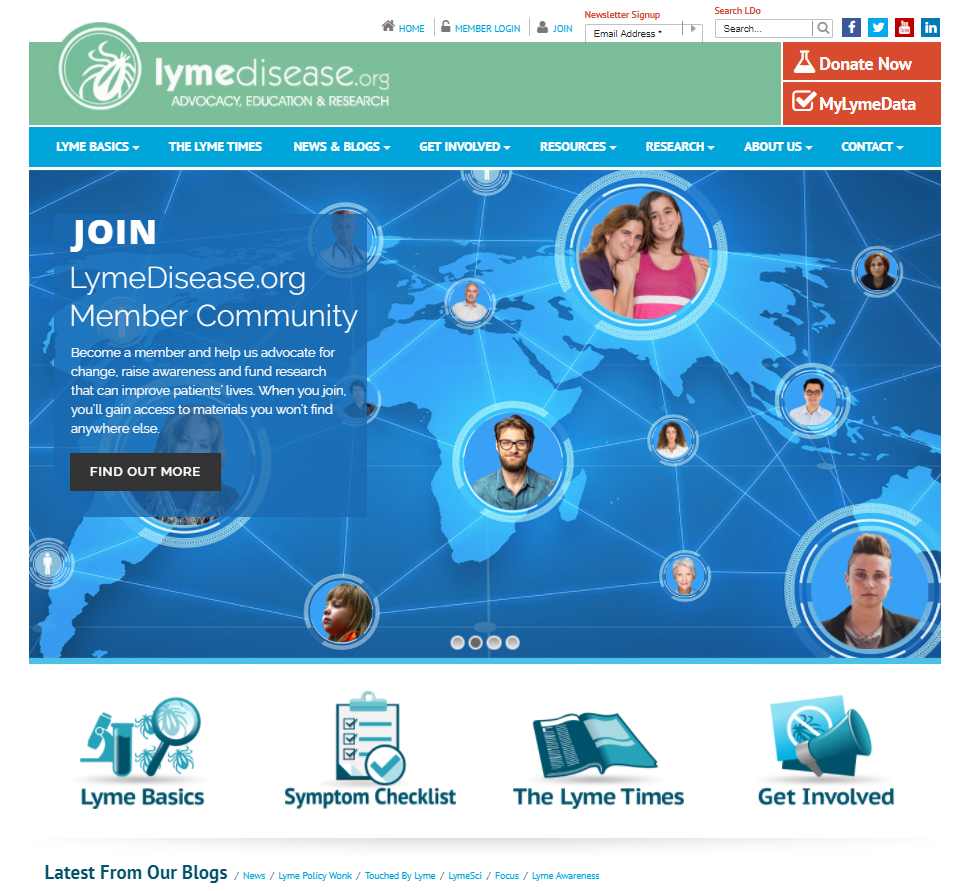 HOME
MEMBER LOGIN
JOIN
Newsletter Signup
Email Address *
Search LDo
Search...
lymedisease.org
ADVOCACY, EDUCATION & RESEARCH
Donate Now
MyLymeData
LYME BASICS THE LYME TIMES NEWS & BLOGS GET INVOLVED RESOURCES RESEARCH ABOUT US CONTACT
JOIN
LymeDisease.org
Member Community
Become a member and help us advocate for
change, raise awareness and fund research
that can improve patients' lives. When you join,
you'll gain access to materials you won't find
anywhere else.
FIND OUT MORE
Lyme Basics Symptom Checklist The Lyme Times Get Involved
Latest From Our Blogs / News / Lyme Policy Wonk / Touched By Lyme / LymeSci / Focus / Lyme Awareness